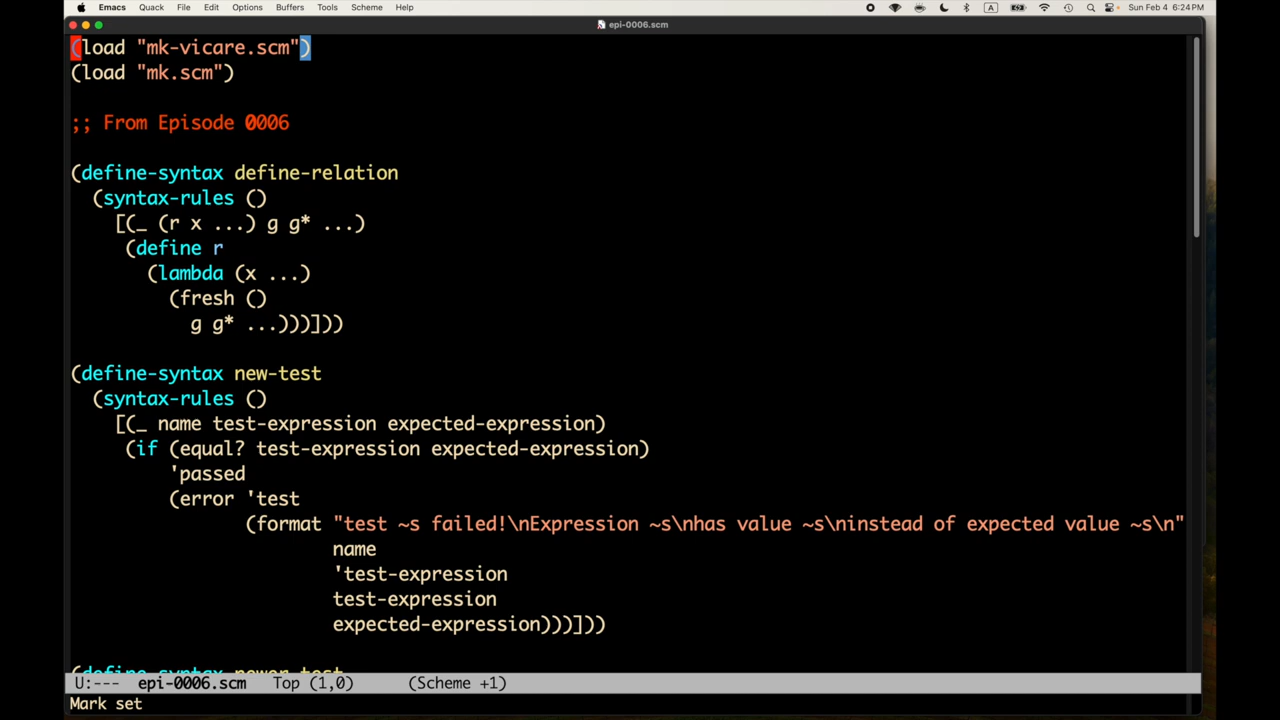 Emacs Quack File Edit Options Buffers Tools Scheme Help A Sun Feb 4 6:24 PM
epi-0006.scm
(load "mk-vicare.scm")
(load "mk.scm")
;; From Episode 0006
(define-syntax define-relation
(syntax-rules ()
[(_ (r x ...) g g* ...)
(define r
(lambda (x ...)
(fresh ()
g g* ...)))]))
(define-syntax new-test
(syntax-rules ()
[(_ name test-expression expected-expression)
(if (equal? test-expression expected-expression)
'passed
(error 'test
(format "test ~s failed!\nExpression ~s\nhas value ~s\ninstead of expected value ~s\n"
name
'test-expression
test-expression
expected-expression)))]))
(define-syntax newer-test
U:--- epi-0006.scm Top (1,0) (Scheme +1)
Mark set